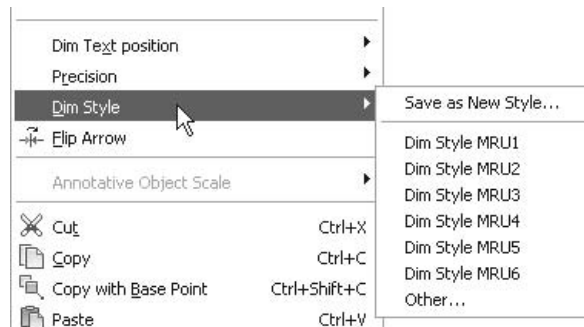 Dim Text position
Precision
Dim Style
Flip Arrow
Annotative Object Scale
Cut Ctrl+X
Copy Ctrl+C
Copy with Base Point Ctrl+Shift+C
Paste Ctrl+V
Save as New Style...
Dim Style MRU1
Dim Style MRU2
Dim Style MRU3
Dim Style MRU4
Dim Style MRU5
Dim Style MRU6
Other...